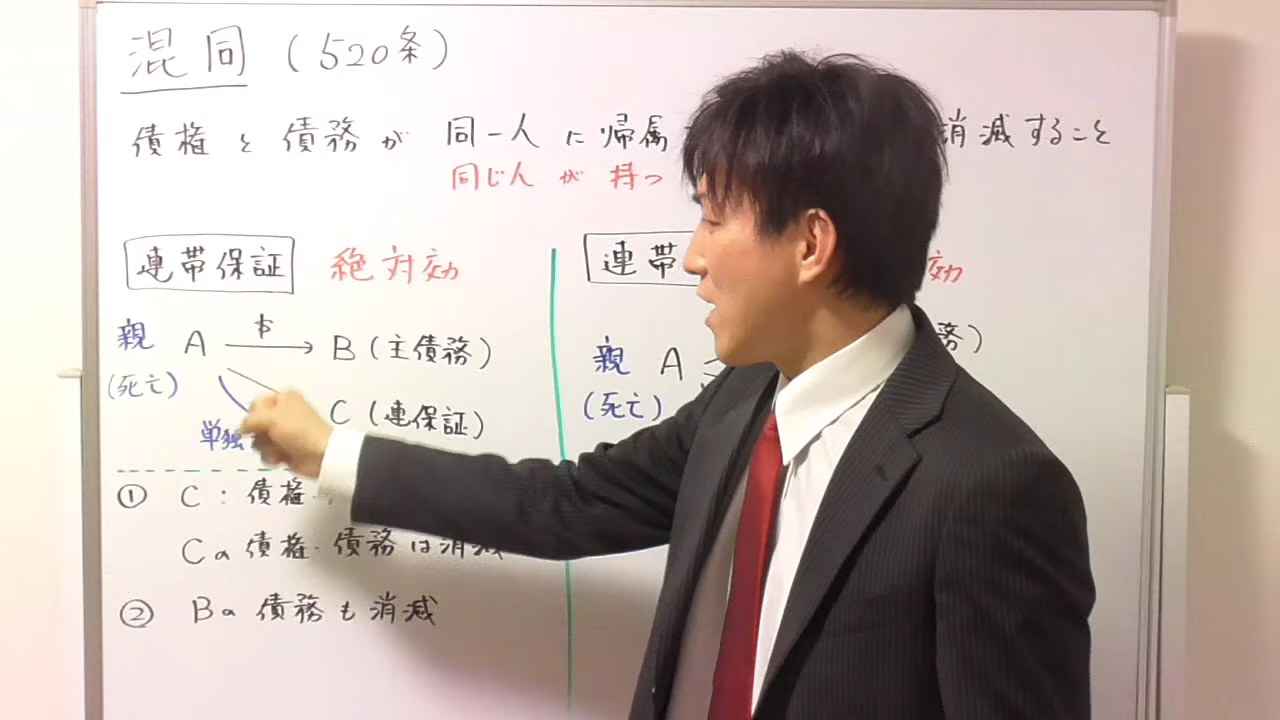 混同 (520条)
債権と債務が 同一人に帰属 消滅すること
同じ人が持つ
連帯保証 絶対効
親 A $ B (主債務)
(死亡)
C (連保証)
単独
① C : 債権・
Cの債権・債務は消滅
② Bの債務も消滅
連帯 効
親 A 務)
(死亡)